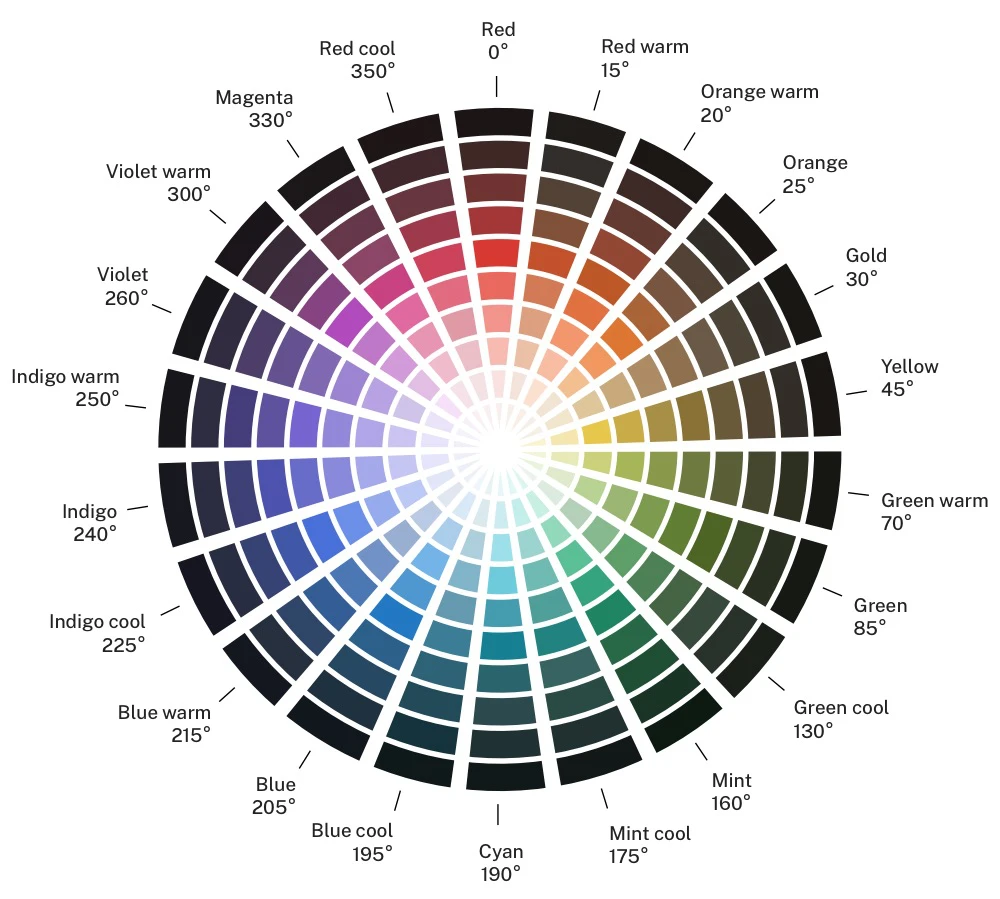 Red
0°
Red warm
15°
Orange warm
20°
Orange
25°
Gold
30°
Yellow
45°
Green warm
70°
Green
85°
Green cool
130°
Mint
160°
Mint cool
175°
Cyan
190°
Blue cool
195°
Blue
205°
Blue warm
215°
Indigo cool
225°
Indigo
240°
Indigo warm
250°
Violet
260°
Violet warm
300°
Magenta
330°
Red cool
350°